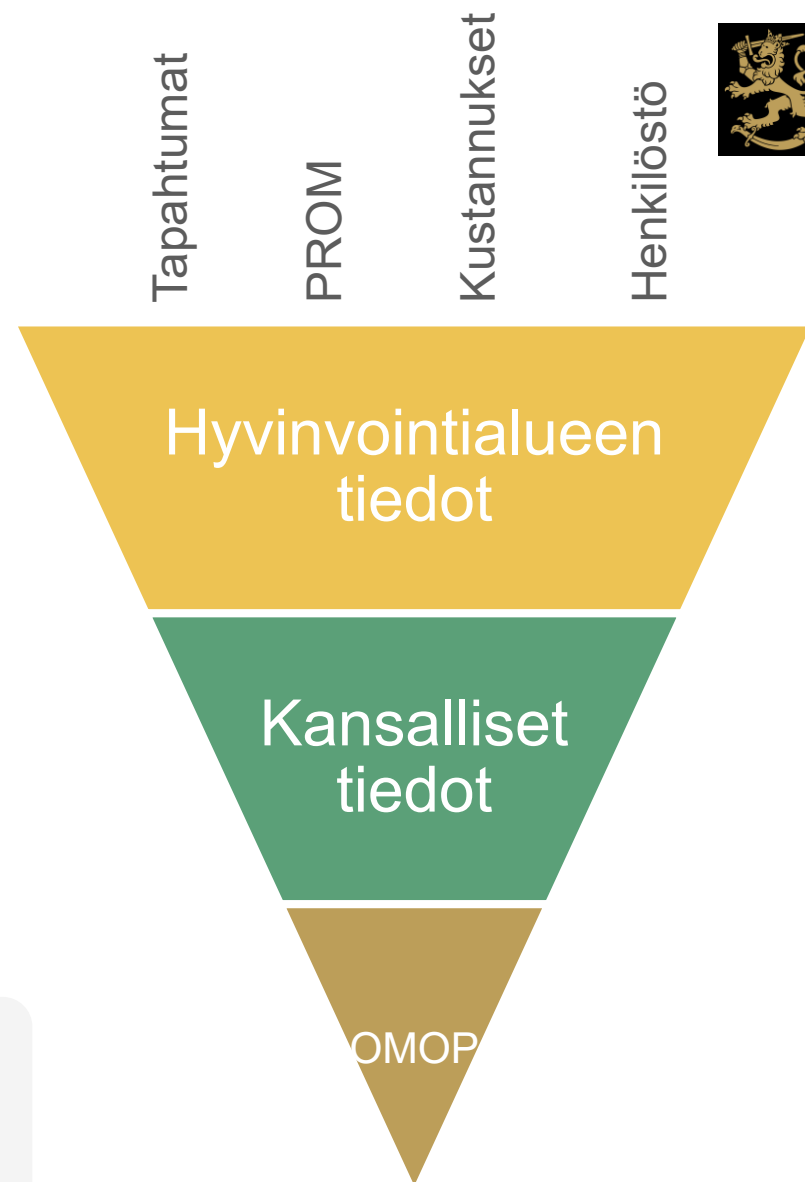 Tapahtumat
PROM
Kustannukset
Henkilöstö
Hyvinvointialueen
tiedot
Kansalliset
tiedot
OMOP